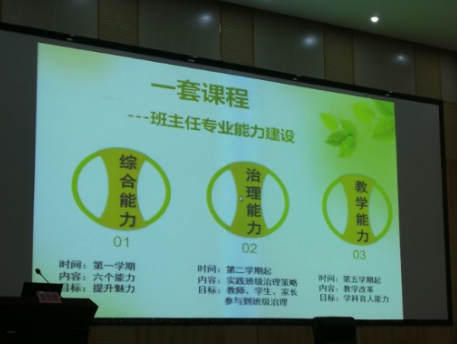 一套课程
---班主任专业能力建设
综合能力
01
时间：第一学期
内容：六个能力
目标：提升魅力
治理能力
02
时间：第二学期起
内容：实践班级治理策略
目标：教师、学生、家长
参与到班级治理
教学能力
03
时间：第五学期起
内容：教学改革
目标：学科育人能力